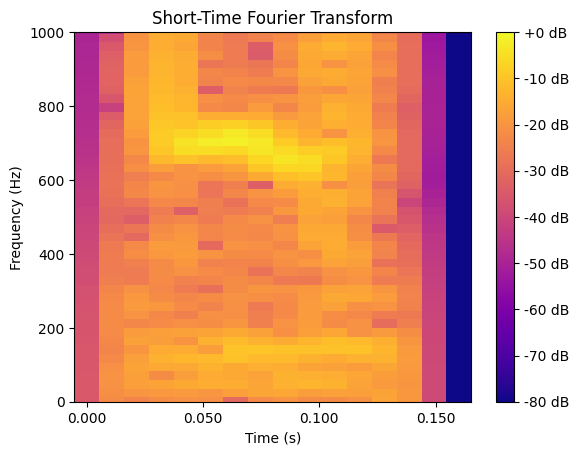 Short-Time Fourier Transform
1000
800
600
400
200
0
Frequency (Hz)
0.000
0.050
0.100
0.150
Time (s)
+0 dB
-10 dB
-20 dB
-30 dB
-40 dB
-50 dB
-60 dB
-70 dB
-80 dB